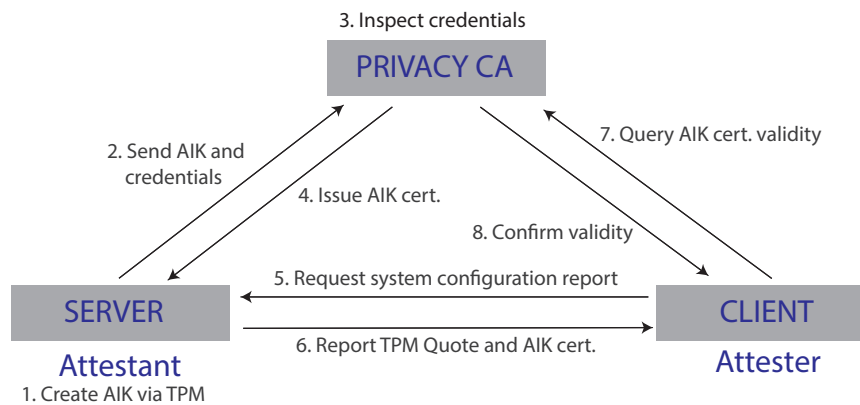 3. Inspect credentials
PRIVACY CA
2. Send AIK and
credentials
7. Query AIK cert. validity
4. Issue AIK cert.
8. Confirm validity
5. Request system configuration report
SERVER
CLIENT
6. Report TPM Quote and AIK cert.
Attestant
Attester
1. Create AIK via TPM